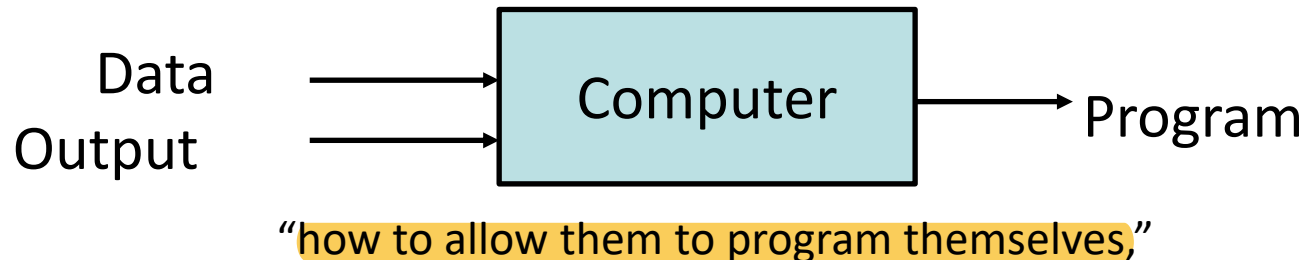 Data
Computer
Program
Output
“how to allow them to program themselves,”